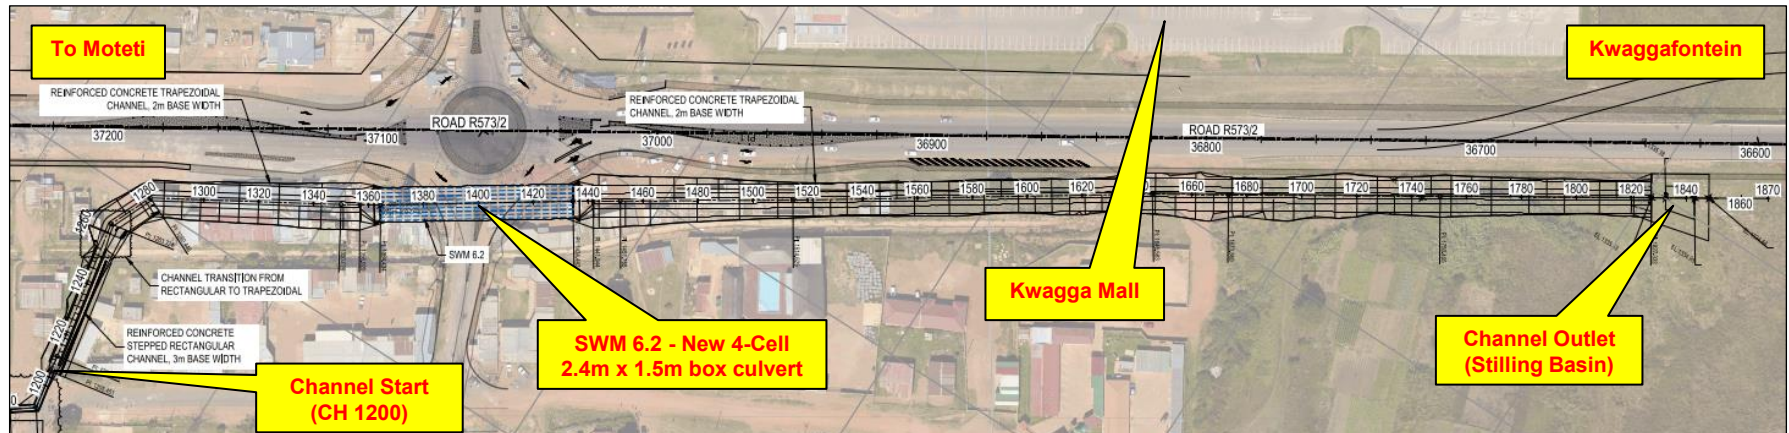 To Moteti
Kwaggafontein
REINFORCED CONCRETE TRAPEZOIDAL
CHANNEL, 2m BASE WIDTH
REINFORCED CONCRETE TRAPEZOIDAL
CHANNEL, 2m BASE WIDTH
ROAD R573/2
ROAD R573/2
37200
37100
37000
36900
36800
36700
36600
1200
1220
1240
1260
1280
1300
1320
1340
1360
1380
1400
1420
1440
1460
1480
1500
1520
1540
1560
1580
1600
1620
1660
1680
1700
1720
1740
1760
1780
1800
1820
1840
1860
1870
SWM 6.2
CHANNEL TRANSITION FROM
RECTANGULAR TO TRAPEZOIDAL
REINFORCED CONCRETE
STEPPED RECTANGULAR
CHANNEL, 3m BASE WIDTH
Kwagga Mall
SWM 6.2 - New 4-Cell
2.4m x 1.5m box culvert
Channel Outlet
(Stilling Basin)
Channel Start
(CH 1200)